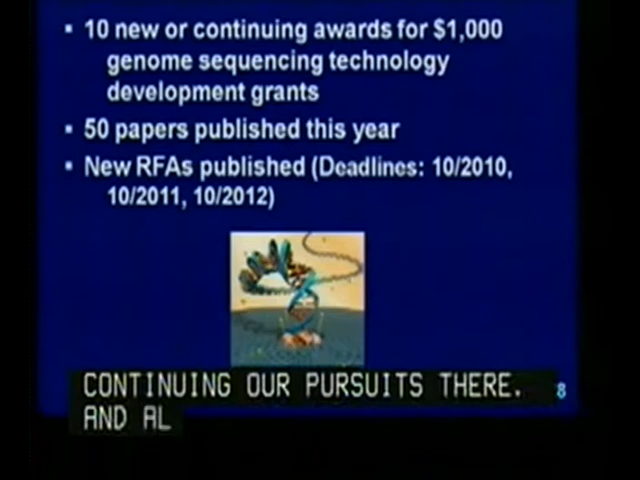 ▪ 10 new or continuing awards for $1,000
genome sequencing technology
development grants
▪ 50 papers published this year
▪ New RFAs published (Deadlines: 10/2010,
10/2011, 10/2012)
CONTINUING OUR PURSUITS THERE.
8
AND AL